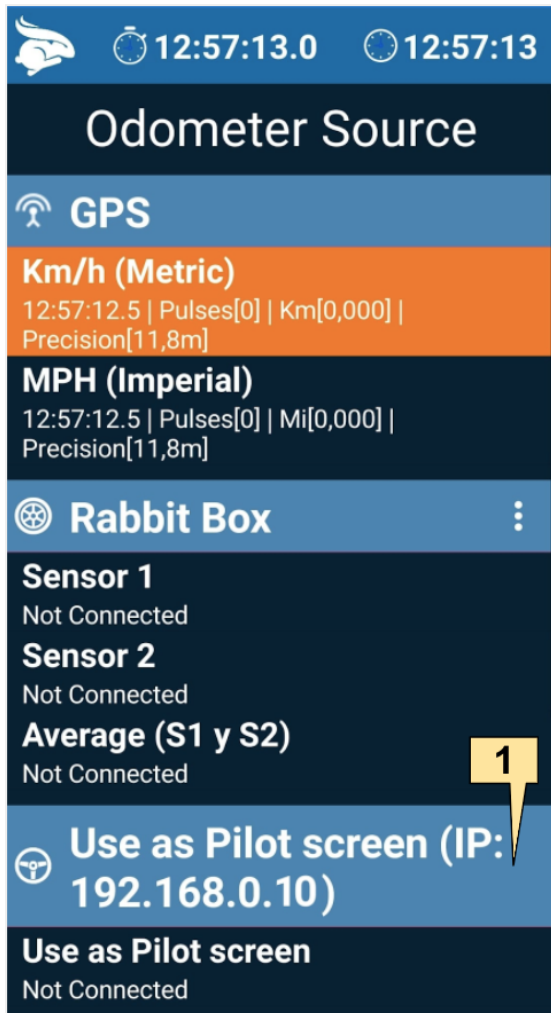 12:57:13.0 12:57:13
Odometer Source
GPS
Km/h (Metric)
12:57:12.5 | Pulses[0] | Km[0,000] |
Precision[11,8m]
MPH (Imperial)
12:57:12.5 | Pulses[0] | Mi[0,000] |
Precision[11,8m]
Rabbit Box
Sensor 1
Not Connected
Sensor 2
Not Connected
Average (S1 y S2)
Not Connected
1
Use as Pilot screen (IP:
192.168.0.10)
Use as Pilot screen
Not Connected